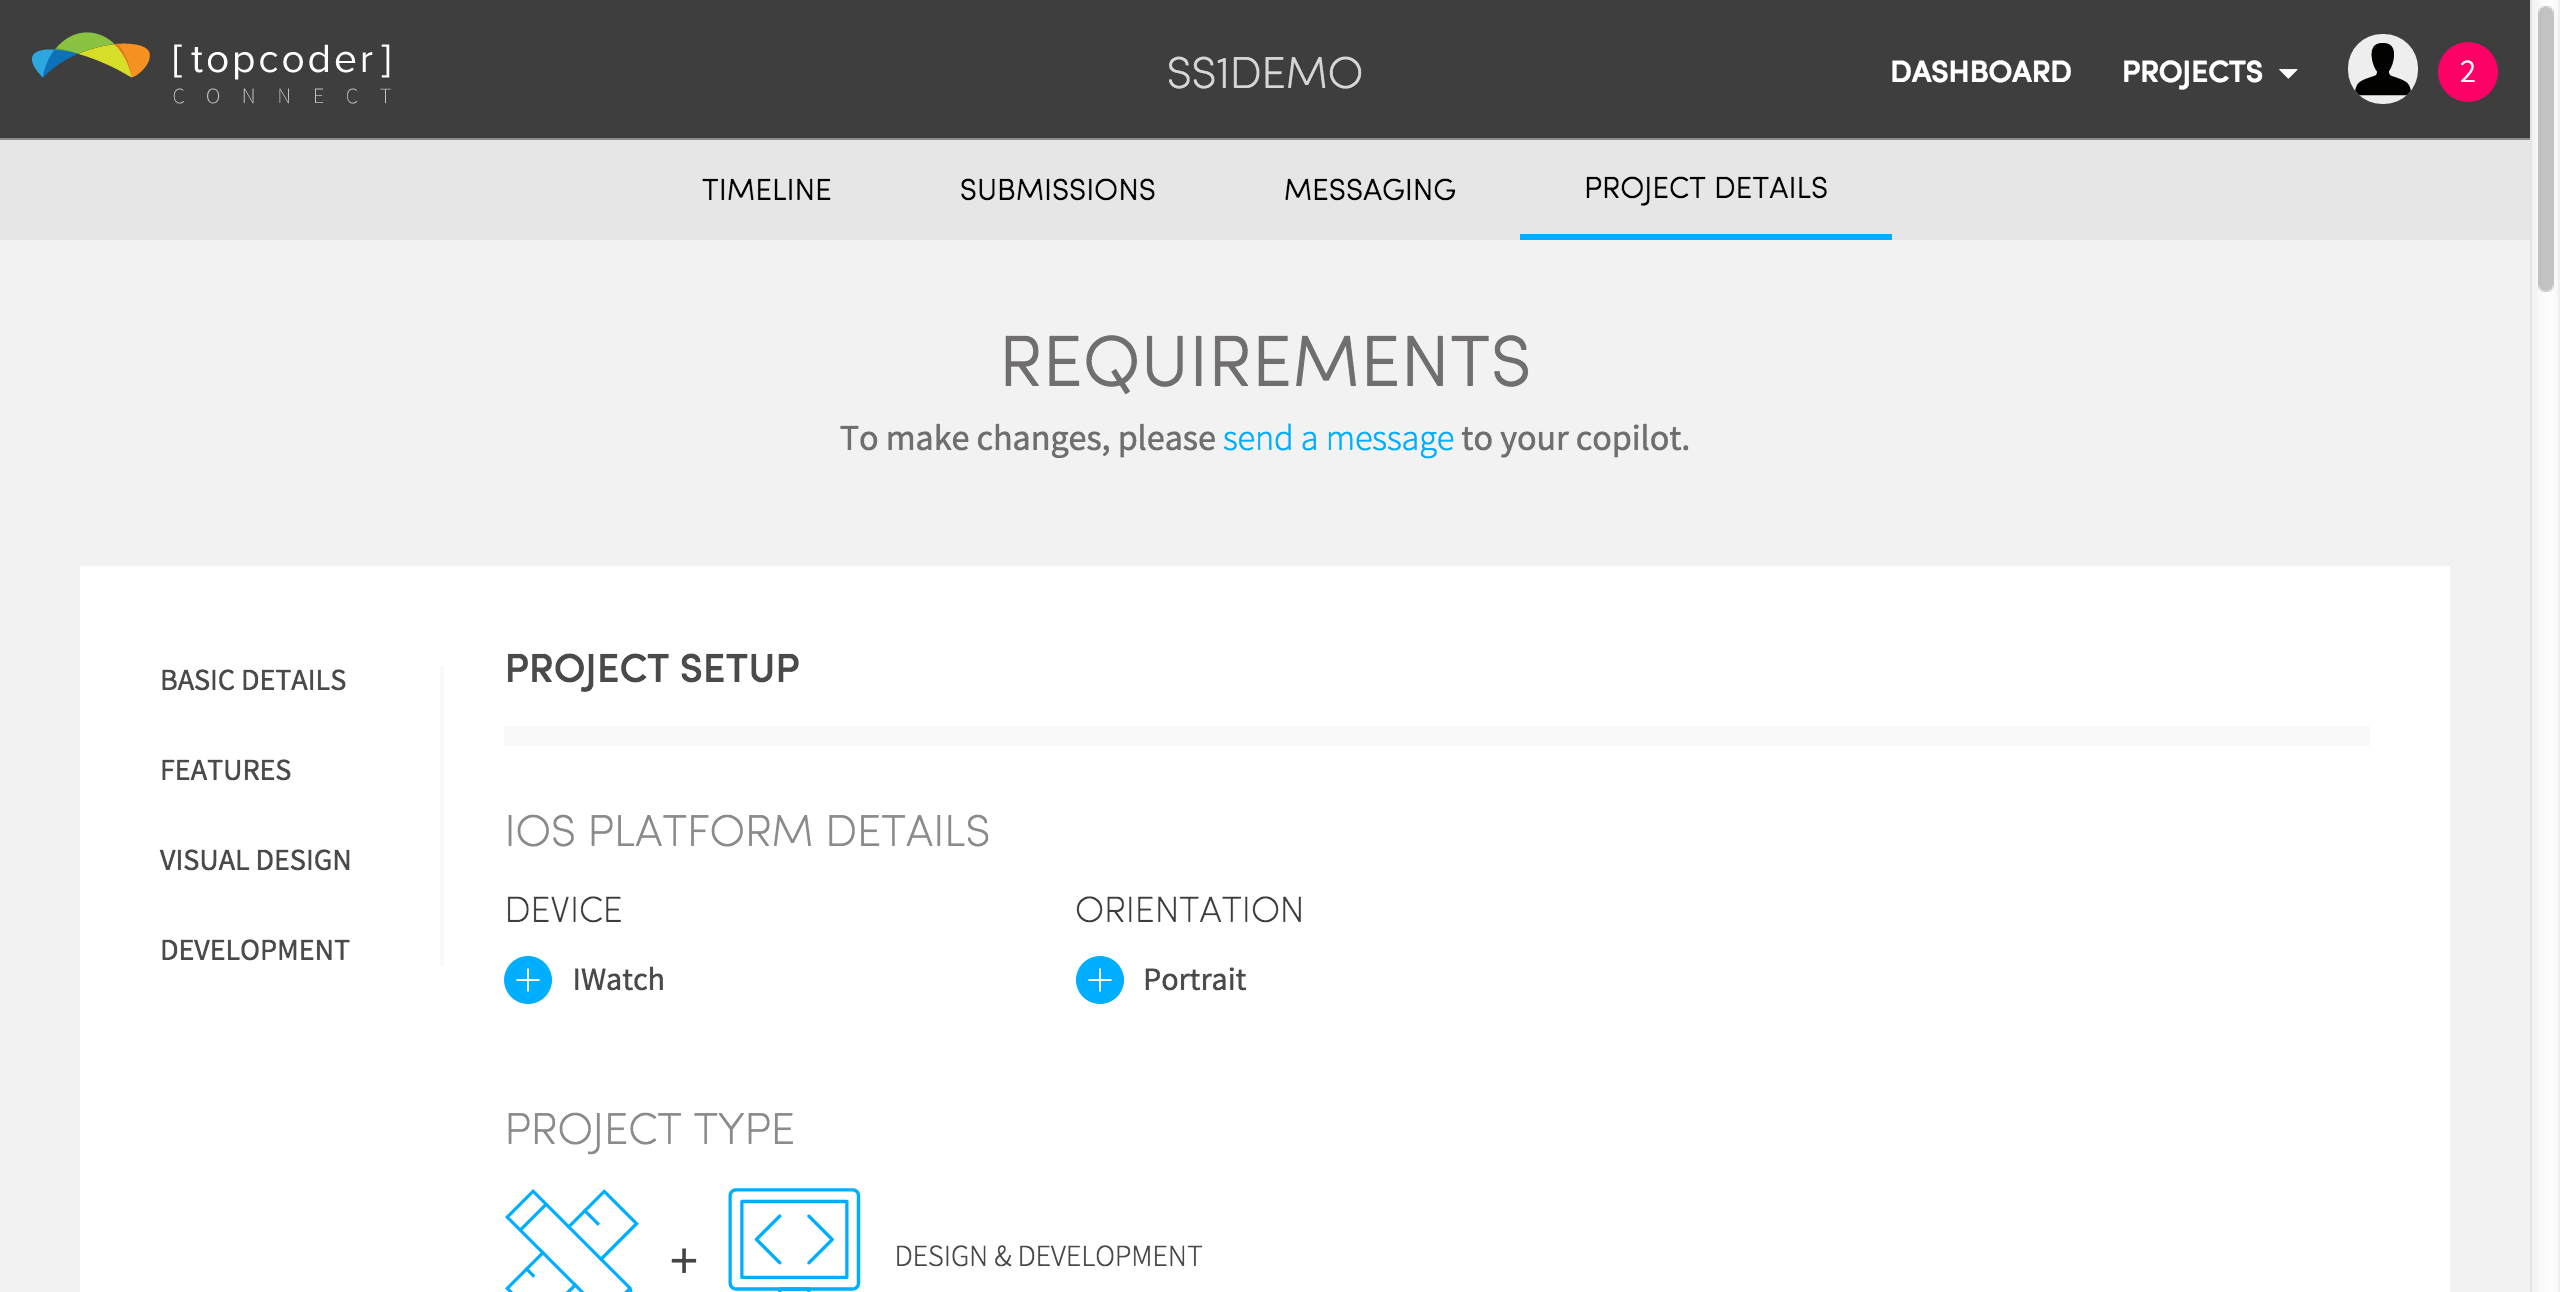 [topcoder]
CONNECT
SS1DEMO
DASHBOARD
PROJECTS
2
TIMELINE
SUBMISSIONS
MESSAGING
PROJECT DETAILS
REQUIREMENTS
To make changes, please send a message to your copilot.
BASIC DETAILS
FEATURES
VISUAL DESIGN
DEVELOPMENT
PROJECT SETUP
IOS PLATFORM DETAILS
DEVICE
IWatch
ORIENTATION
Portrait
PROJECT TYPE
+
DESIGN & DEVELOPMENT